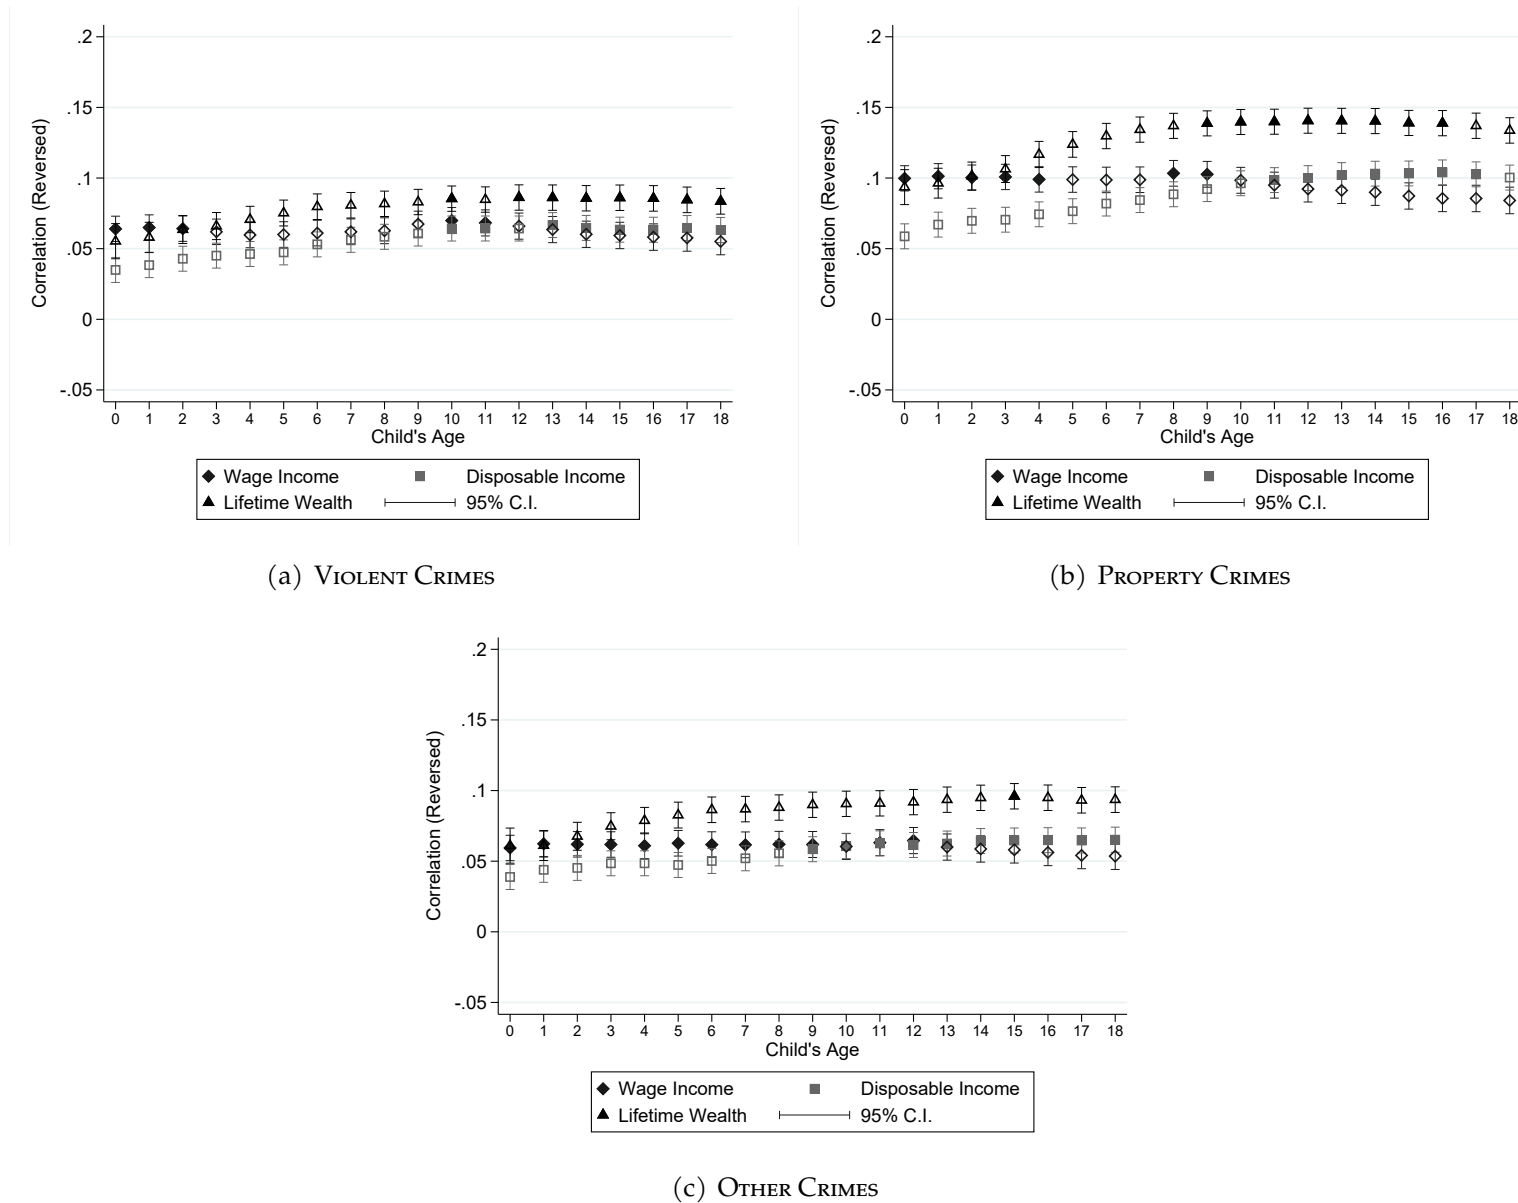 .2
.15
.1
.05
0
-.05
Correlation (Reversed)
0 1 2 3 4 5 6 7 8 9 10 11 12 13 14 15 16 17 18
Child's Age
Wage Income Disposable Income
Lifetime Wealth 95% C.I.
(a) Violent Crimes
.2
.15
.1
.05
0
-.05
Correlation (Reversed)
0 1 2 3 4 5 6 7 8 9 10 11 12 13 14 15 16 17 18
Child's Age
Wage Income Disposable Income
Lifetime Wealth 95% C.I.
(b) Property Crimes
.2
.15
.1
.05
0
-.05
Correlation (Reversed)
0 1 2 3 4 5 6 7 8 9 10 11 12 13 14 15 16 17 18
Child's Age
Wage Income Disposable Income
Lifetime Wealth 95% C.I.
(c) Other Crimes